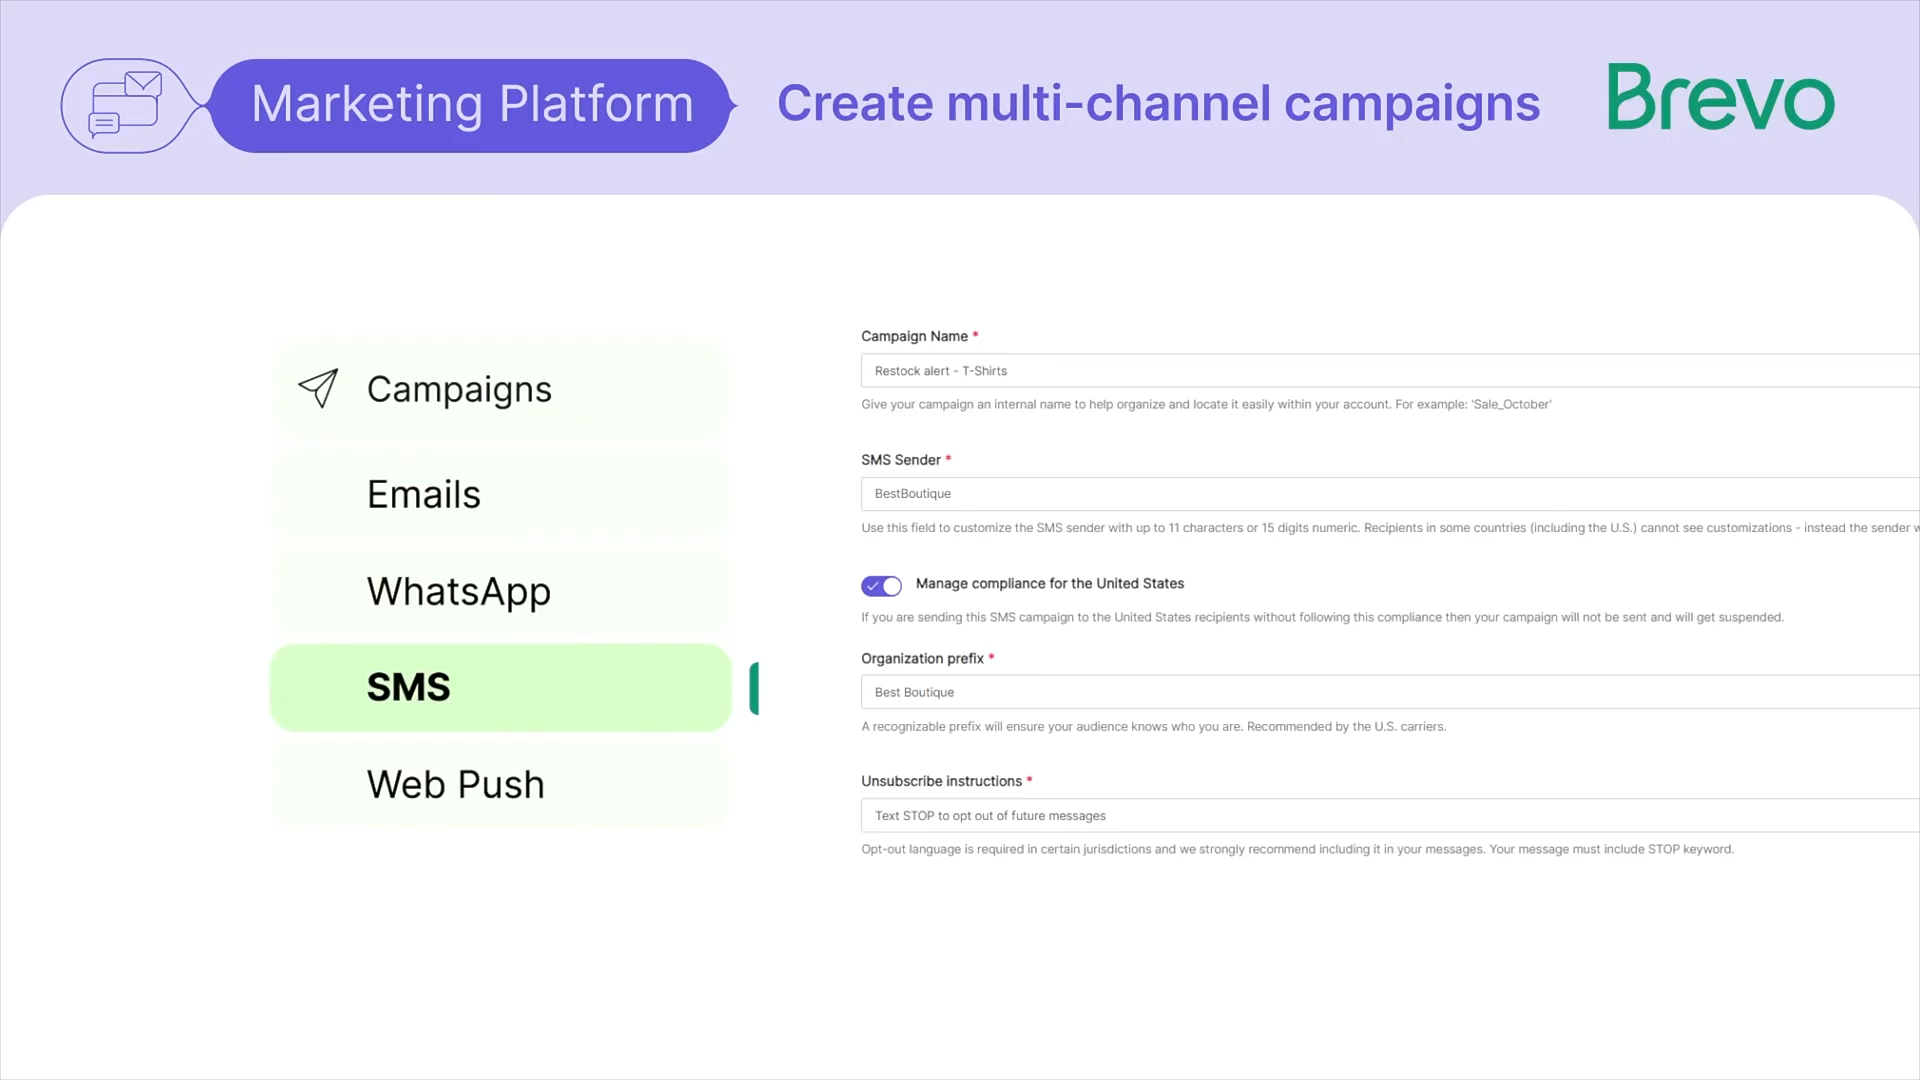 Marketing Platform
Create multi-channel campaigns
Brevo
Campaigns
Emails
WhatsApp
SMS
Web Push
Campaign Name *
Restock alert - T-Shirts
Give your campaign an internal name to help organize and locate it easily within your account. For example: 'Sale_October'
SMS Sender *
BestBoutique
Use this field to customize the SMS sender with up to 11 characters or 15 digits numeric. Recipients in some countries (including the U.S.) cannot see customizations - instead the sender
Manage compliance for the United States
If you are sending this SMS campaign to the United States recipients without following this compliance then your campaign will not be sent and will get suspended.
Organization prefix *
Best Boutique
A recognizable prefix will ensure your audience knows who you are. Recommended by the U.S. carriers.
Unsubscribe instructions *
Text STOP to opt out of future messages
Opt-out language is required in certain jurisdictions and we strongly recommend including it in your messages. Your message must include STOP keyword.